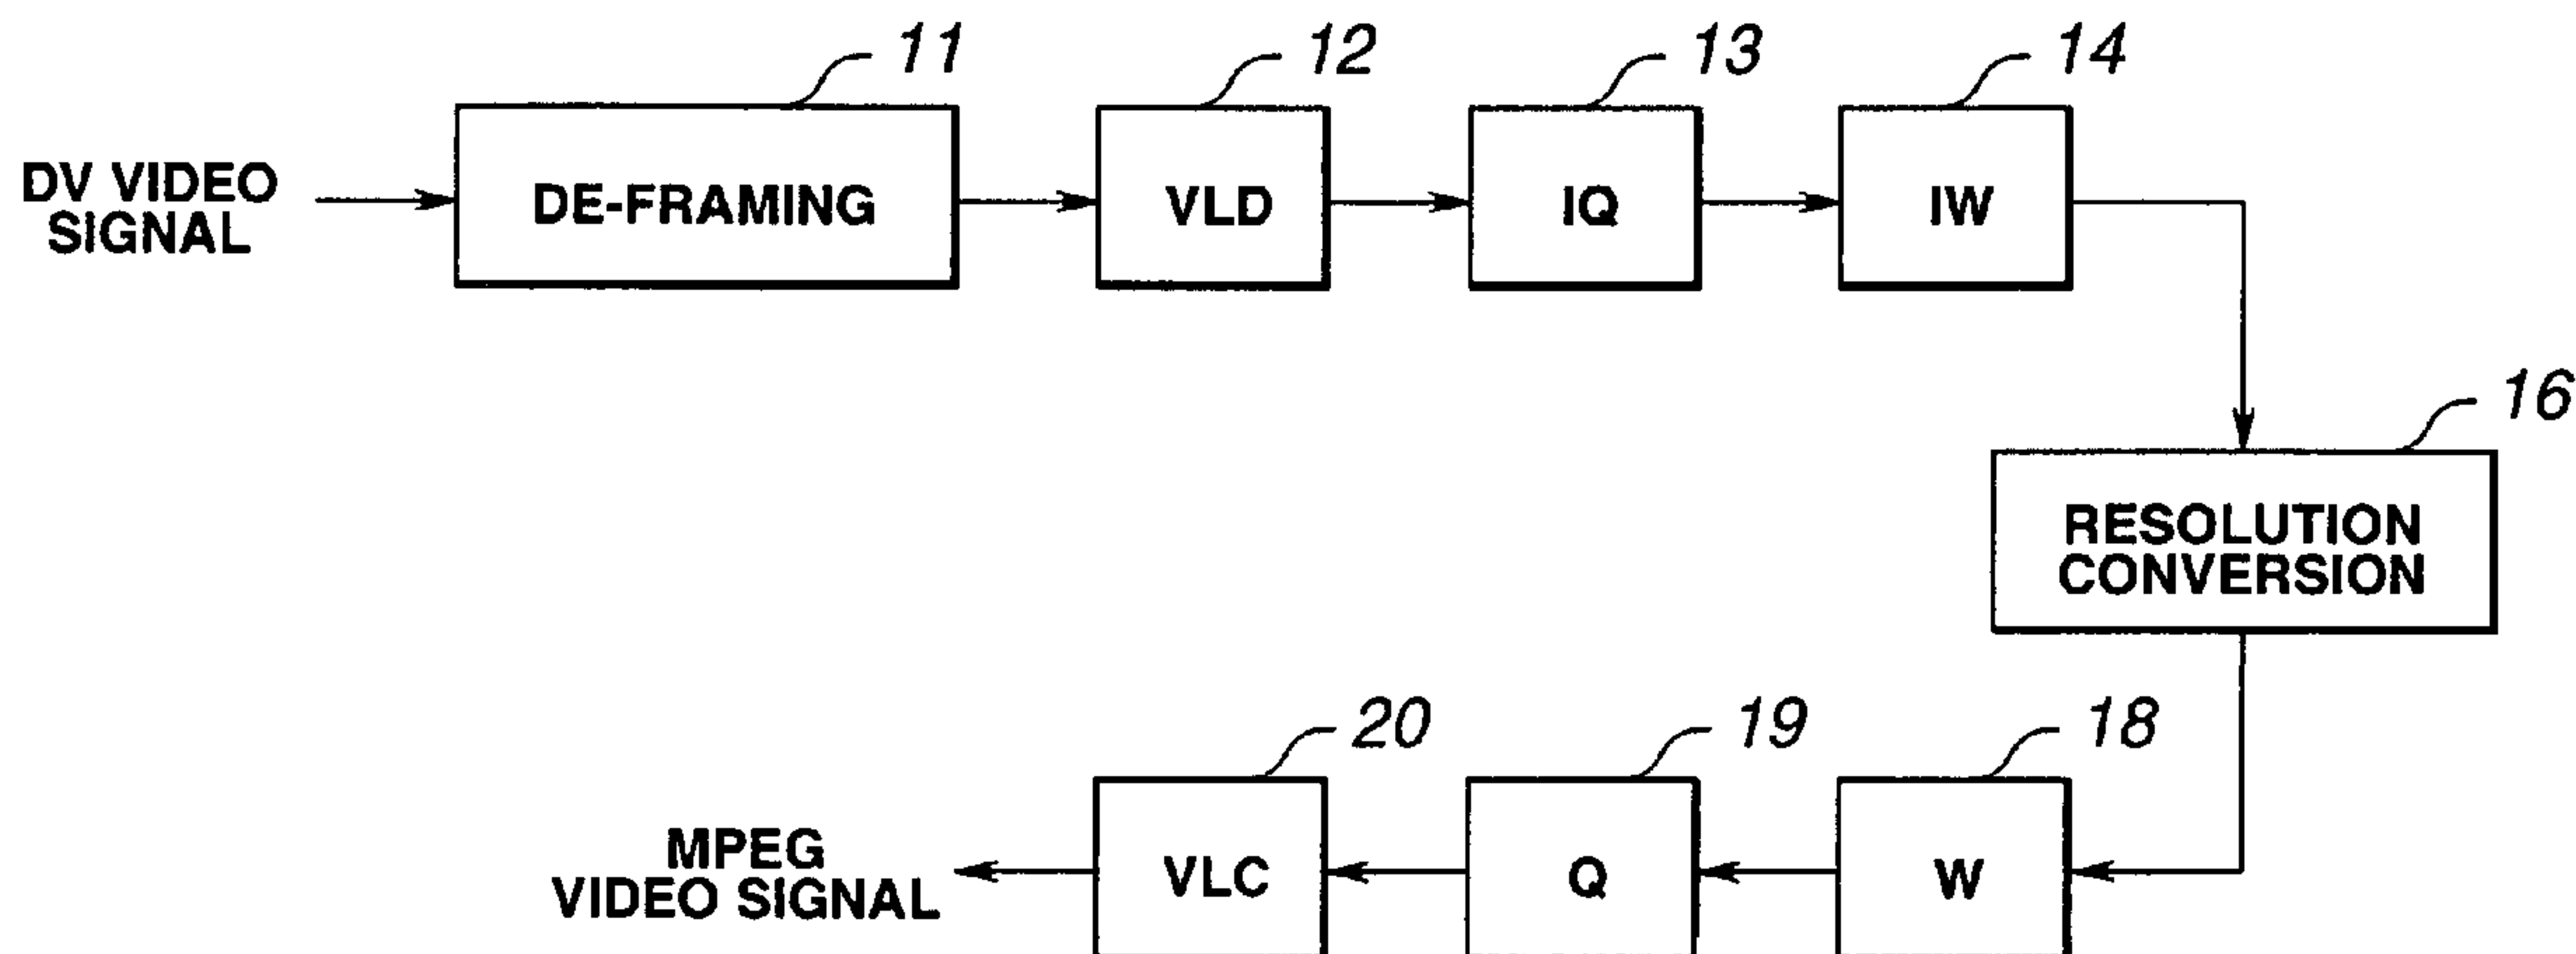 11
12
13
14
DV VIDEO
SIGNAL
DE-FRAMING
VLD
IQ
IW
16
RESOLUTION
CONVERSION
20
19
18
MPEG
VIDEO SIGNAL
VLC
Q
W